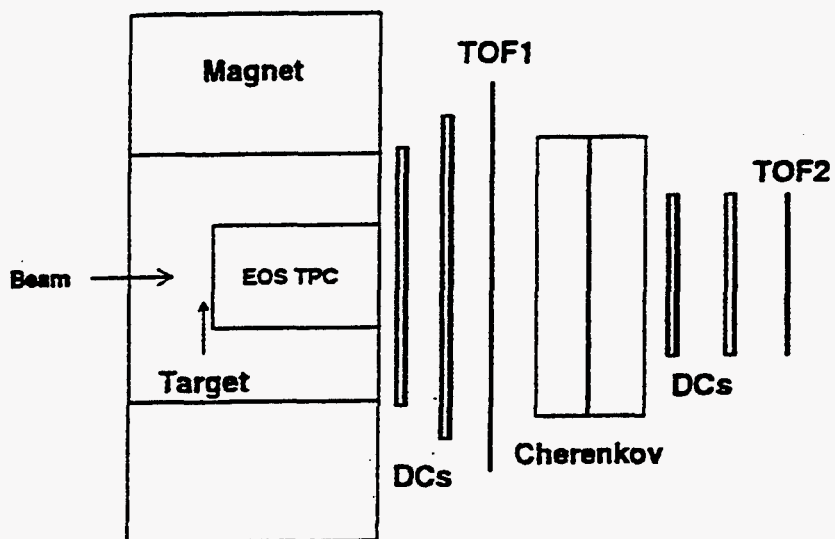 TOF1
Magnet
TOF2
Beam
EOS TPC
Target
DCs
DCs
Cherenkov